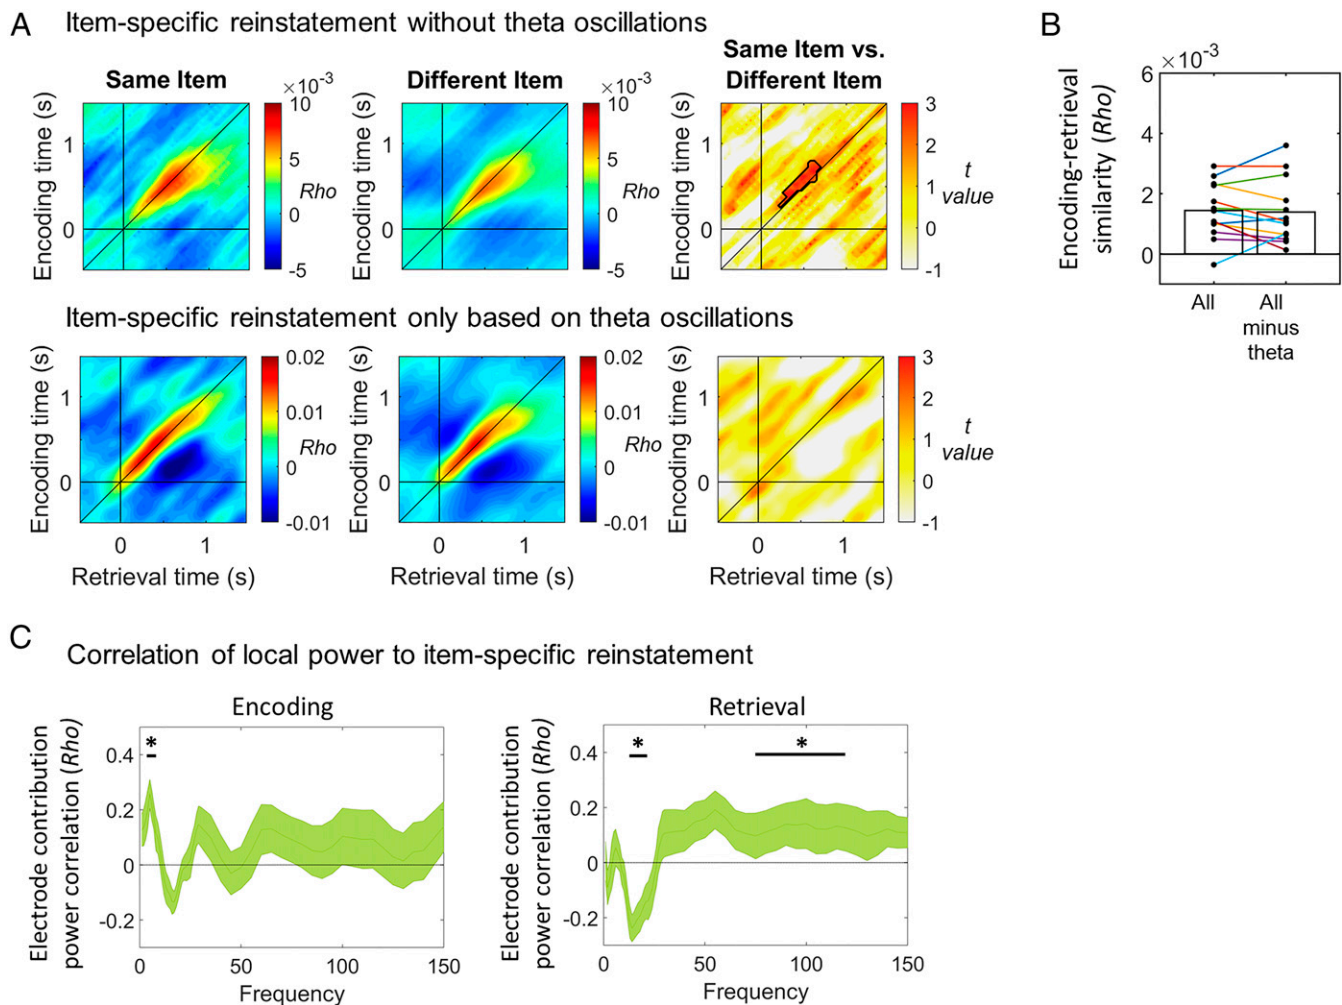 A
Item-specific reinstatement without theta oscillations
B
Same Item
Different Item
Same Item vs.
Different Item
×10⁻³
×10⁻³
×10⁻³
Encoding time (s)
1
0
0
1
10
5
0
-5
Rho
Encoding time (s)
1
0
0
1
10
5
0
-5
Rho
Encoding time (s)
1
0
0
1
3
2
1
0
-1
t
value
Encoding-retrieval
similarity (Rho)
6
4
2
0
All
All
minus
theta
Item-specific reinstatement only based on theta oscillations
Encoding time (s)
1
0
0
1
Retrieval time (s)
0.02
0.01
0
-0.01
Rho
Encoding time (s)
1
0
0
1
Retrieval time (s)
0.02
0.01
0
-0.01
Rho
Encoding time (s)
1
0
0
1
Retrieval time (s)
3
2
1
0
-1
t
value
C
Correlation of local power to item-specific reinstatement
Encoding
Electrode contribution
power correlation (Rho)
0.4
0.2
0
-0.2
*
0
50
100
150
Frequency
Retrieval
Electrode contribution
power correlation (Rho)
0.4
0.2
0
-0.2
*
*
0
50
100
150
Frequency